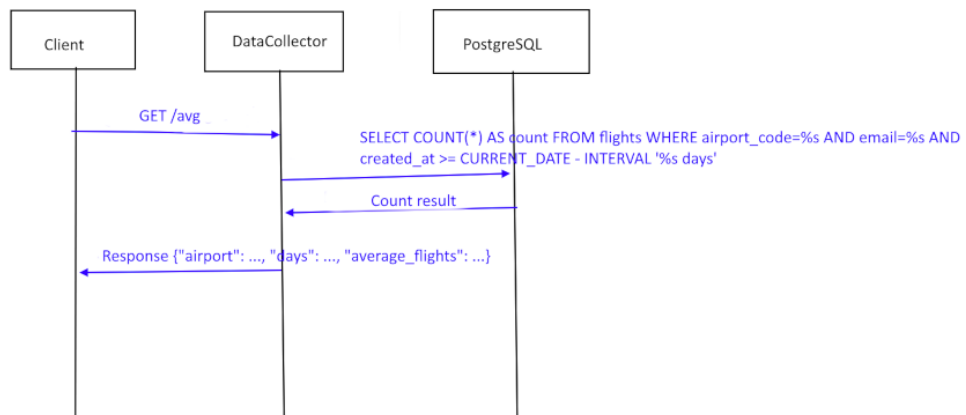 Client
DataCollector
PostgreSQL
GET /avg
SELECT COUNT(*) AS count FROM flights WHERE airport_code=%s AND email=%s AND
created_at >= CURRENT_DATE - INTERVAL '%s days'
Count result
Response {"airport": ..., "days": ..., "average_flights": ...}